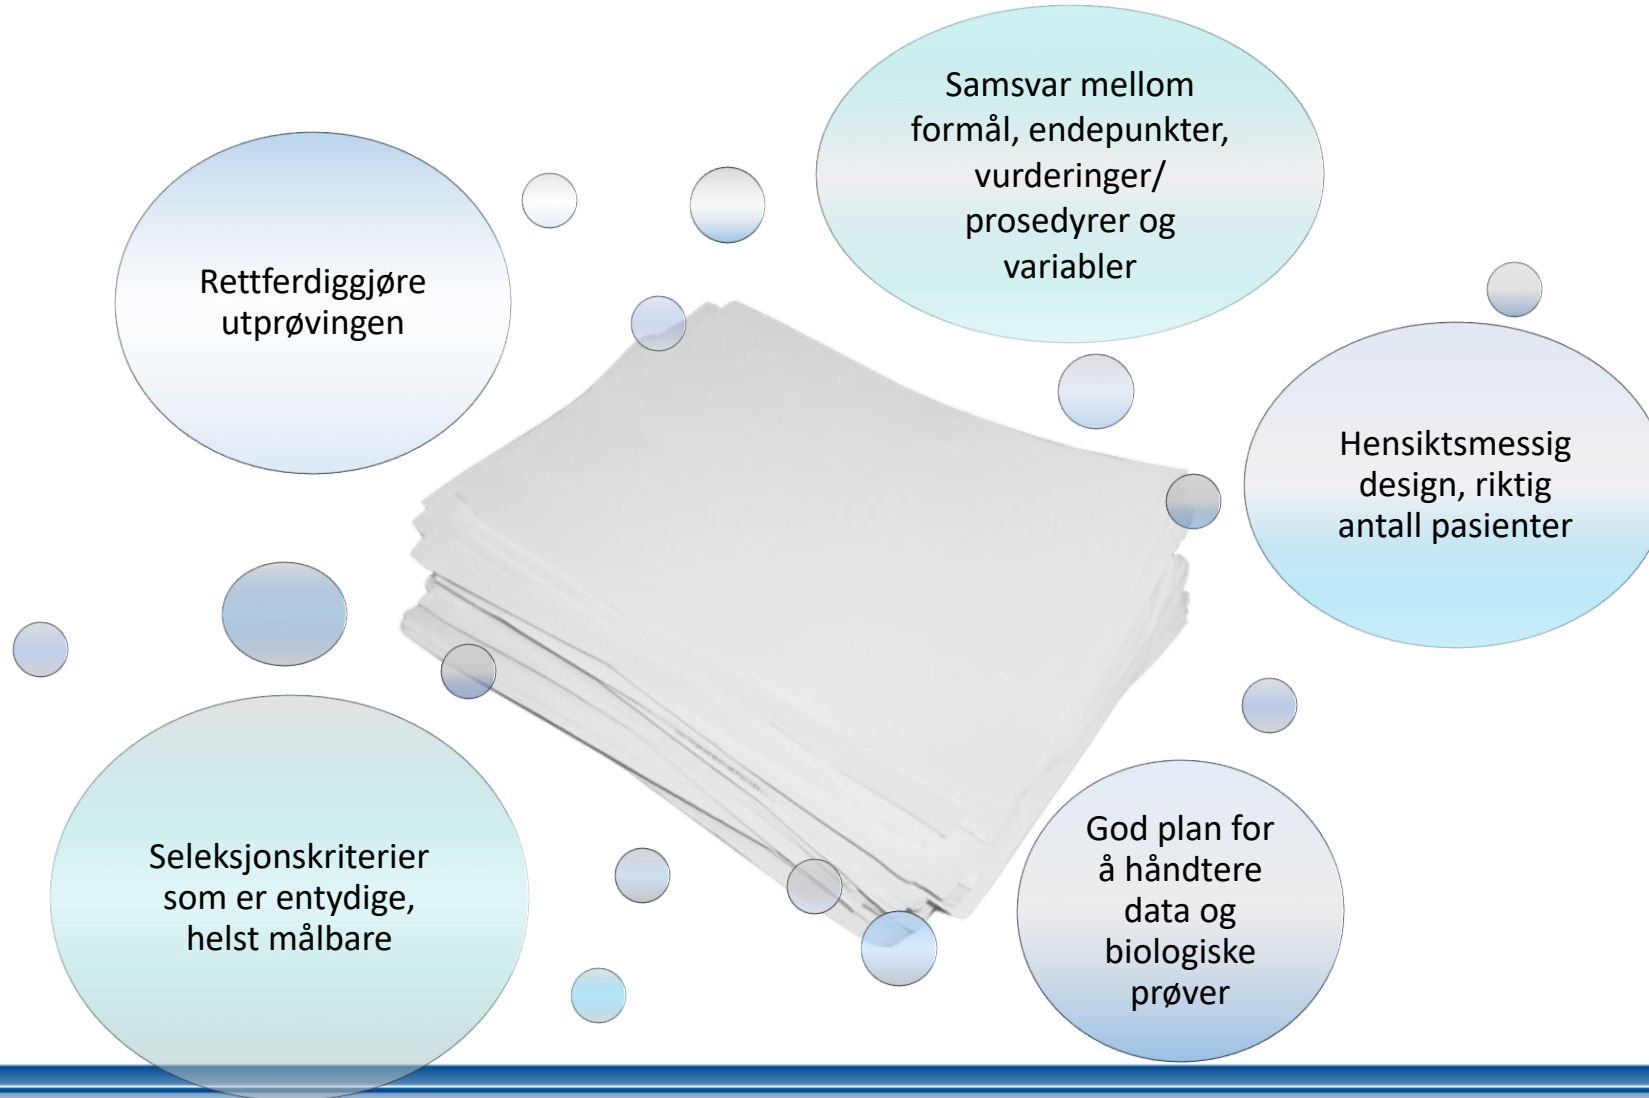 Samsvar mellom
formål, endepunkter,
vurderinger/
prosedyrer og
variabler
Rettferdiggjøre
utprøvingen
Hensiktsmessig
design, riktig
antall pasienter
Seleksjonskriterier
som er entydige,
helst målbare
God plan for
å håndtere
data og
biologiske
prøver